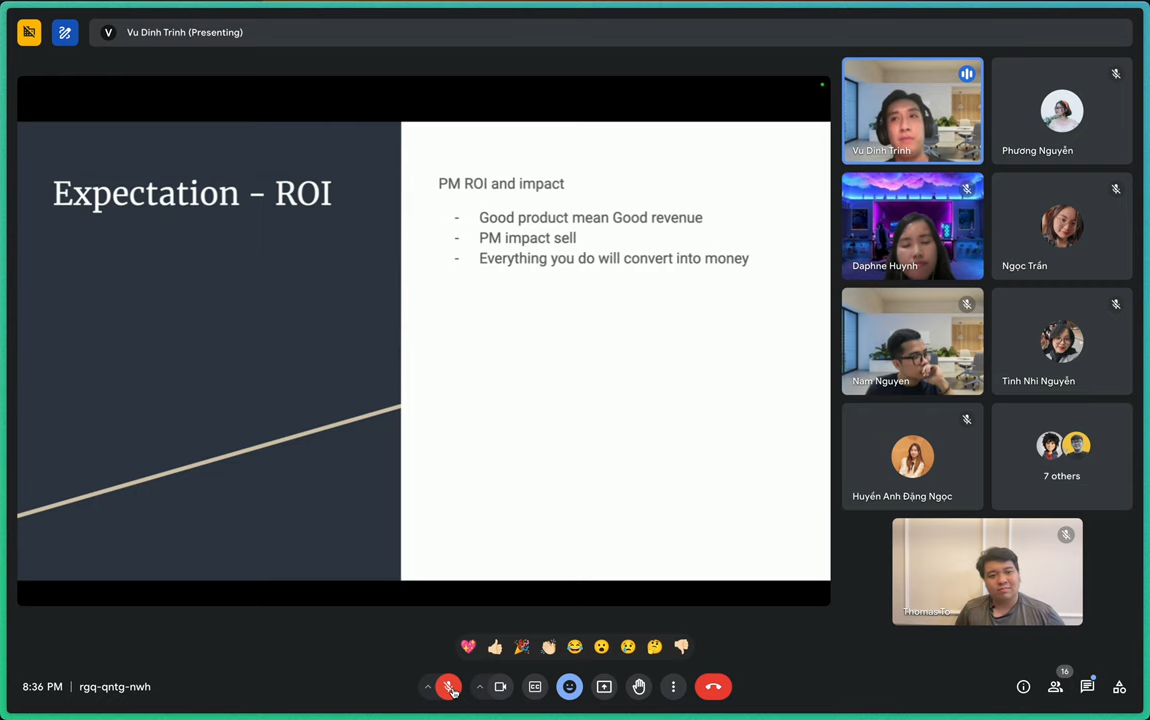 V Vu Dinh Trinh (Presenting)
Expectation - ROI
PM ROI and impact
- Good product mean Good revenue
- PM impact sell
- Everything you do will convert into money
Vu Dinh Trinh
Phương Nguyễn
Daphne Huynh
Ngọc Trần
Nam Nguyen
Tình Nhi Nguyễn
Huyền Anh Đặng Ngọc
7 others
Thomas To
8:36 PM | rgq-qntg-nwh
CC
16